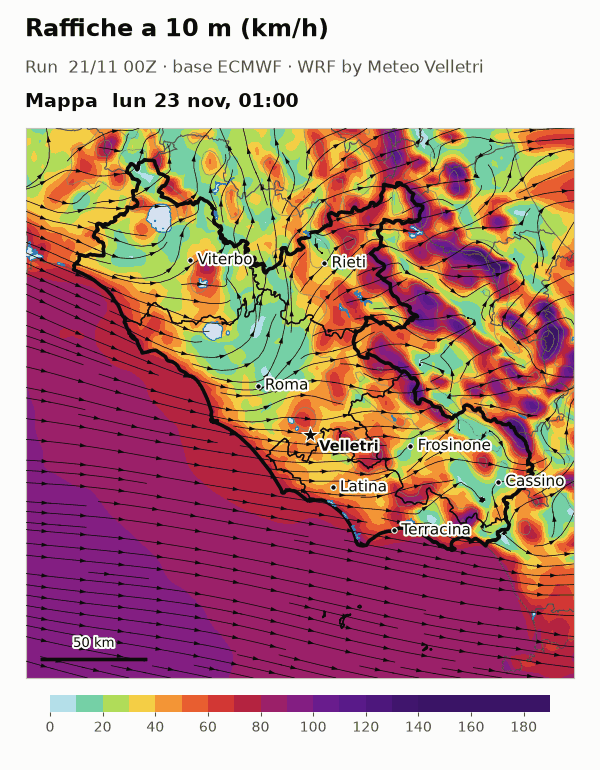 Raffiche a 10 m (km/h)
Run  21/11 00Z · base ECMWF · WRF by Meteo Velletri
Mappa  lun 23 nov, 01:00
Viterbo
Rieti
Roma
Velletri
Frosinone
Cassino
Latina
Terracina
50 km
0 20 40 60 80 100 120 140 160 180